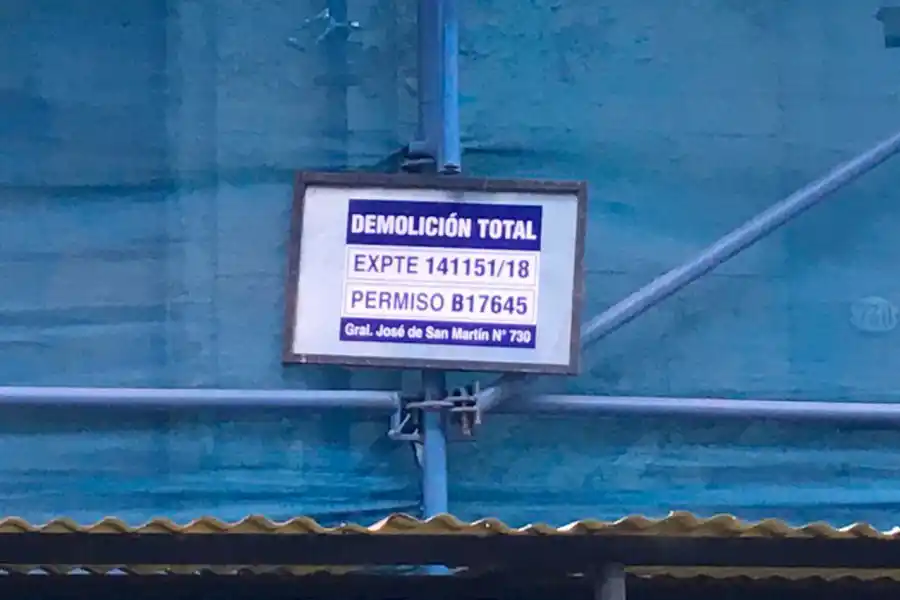 DEMOLICIÓN TOTAL
EXPTE 141151/18
PERMISO B17645
Gral. José de San Martín N° 730